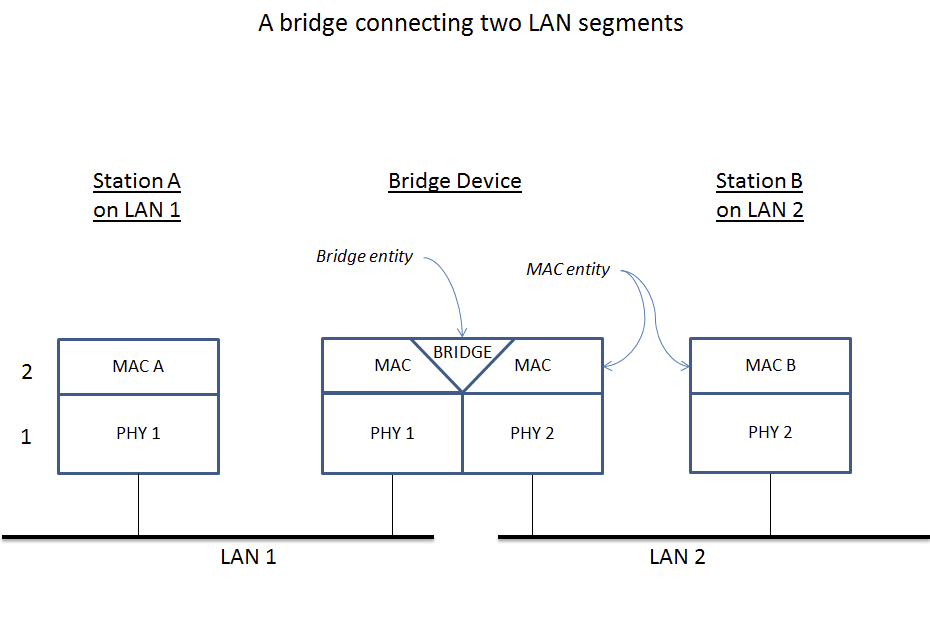 A bridge connecting two LAN segments
Station A
on LAN 1
Bridge Device
Station B
on LAN 2
Bridge entity
MAC entity
2
MAC A
MAC
BRIDGE
MAC
MAC B
1
PHY 1
PHY 1
PHY 2
PHY 2
LAN 1
LAN 2